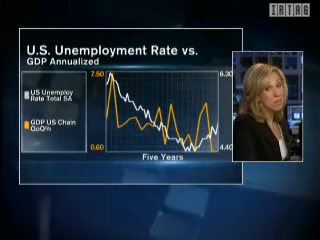 IRTAG
U.S. Unemployment Rate vs.
GDP Annualized
US Unemploy
Rate Total SA
GDP US Chain
QoQ%
7.50
0.60
6.30
4.40
Five Years